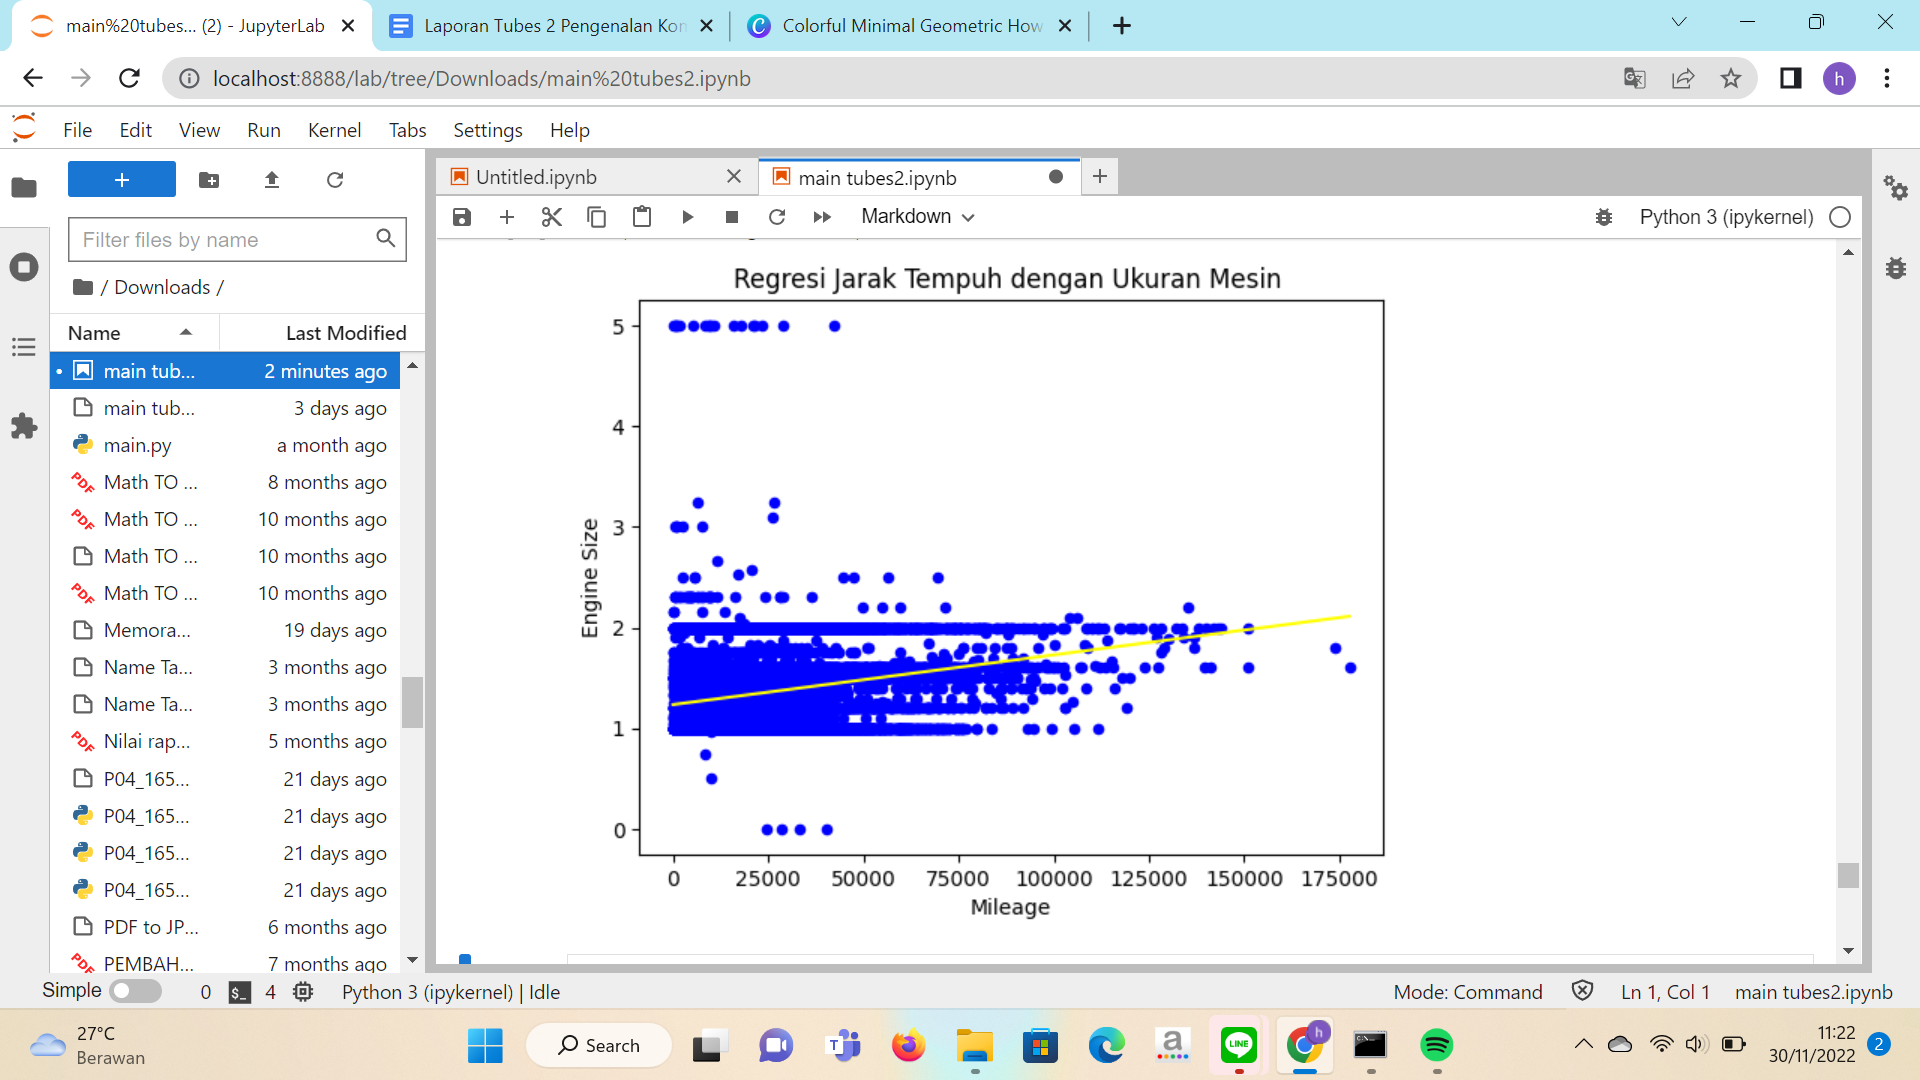 main%20tubes... (2) - JupyterLab
Laporan Tubes 2 Pengenalan Kom
Colorful Minimal Geometric How
localhost:8888/lab/tree/Downloads/main%20tubes2.ipynb
h
File Edit View Run Kernel Tabs Settings Help
Filter files by name
/ Downloads /
Name Last Modified
main tub... 2 minutes ago
main tub... 3 days ago
main.py a month ago
Math TO ... 8 months ago
Math TO ... 10 months ago
Math TO ... 10 months ago
Math TO ... 10 months ago
Memora... 19 days ago
Name Ta... 3 months ago
Name Ta... 3 months ago
Nilai rap... 5 months ago
P04_165... 21 days ago
P04_165... 21 days ago
P04_165... 21 days ago
P04_165... 21 days ago
PDF to JP... 6 months ago
PEMBAH... 7 months ago
Untitled.ipynb
main tubes2.ipynb
Markdown
Python 3 (ipykernel)
Regresi Jarak Tempuh dengan Ukuran Mesin
5
4
3
2
1
0
Engine Size
0 25000 50000 75000 100000 125000 150000 175000
Mileage
Simple 0 $_ 4 Python 3 (ipykernel) | Idle
Mode: Command Ln 1, Col 1 main tubes2.ipynb
27°C
Berawan
Search
LINE
h
11:22
30/11/2022
2